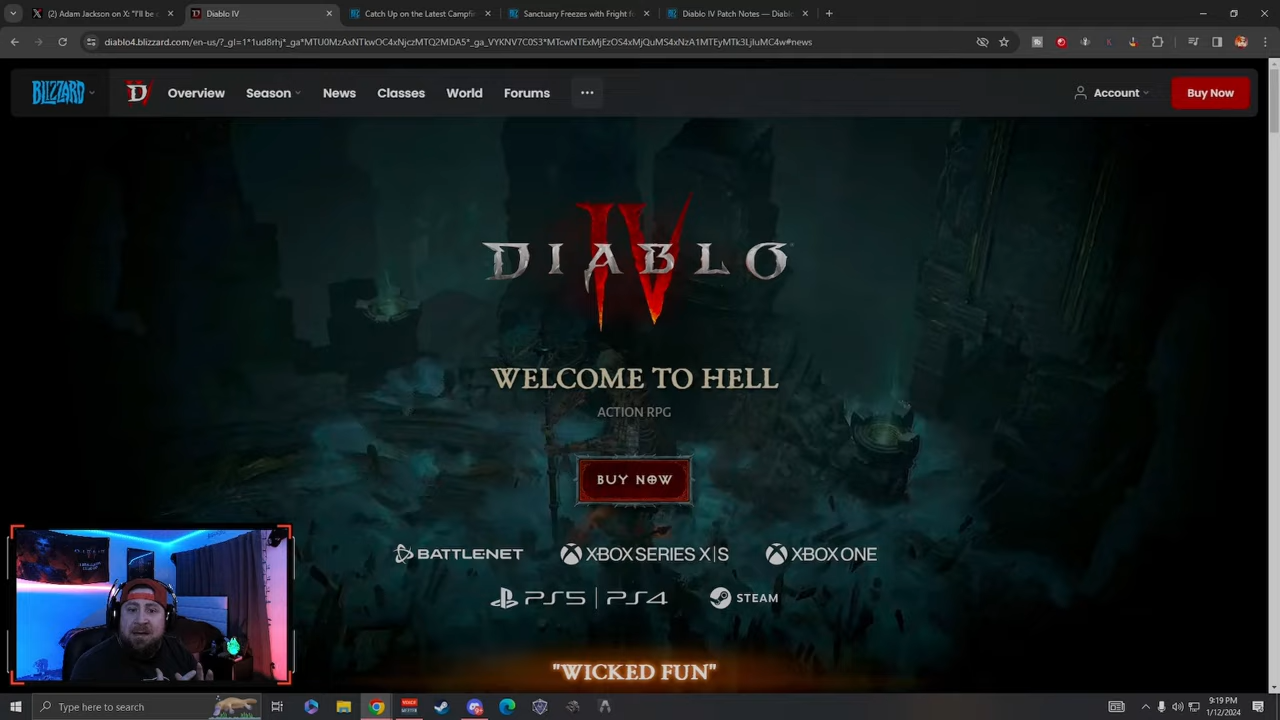 (2) Adam Jackson on X: "I'll be
Diablo IV
Catch Up on the Latest Campfir
Sanctuary Freezes with Fright f
Diablo IV Patch Notes — Diablo
diablo4.blizzard.com/en-us/?_gl=1*1ud8rhj*_ga*MTU0MzAxNTkwOC4xNjczMTQ2MDA5*_ga_VYKNV7C0S3*MTcwNTExMjEzOS4xMjQuMS4xNzA1MTEyMTk3LjIuMC4w#news
BLIZZARD
Overview
Season
News
Classes
World
Forums
Account
Buy Now
DIABLO
IV
WELCOME TO HELL
ACTION RPG
BUY NOW
BATTLENET
XBOX SERIES X|S
XBOX ONE
PS5 | PS4
STEAM
"WICKED FUN"
Type here to search
9:19 PM
1/12/2024